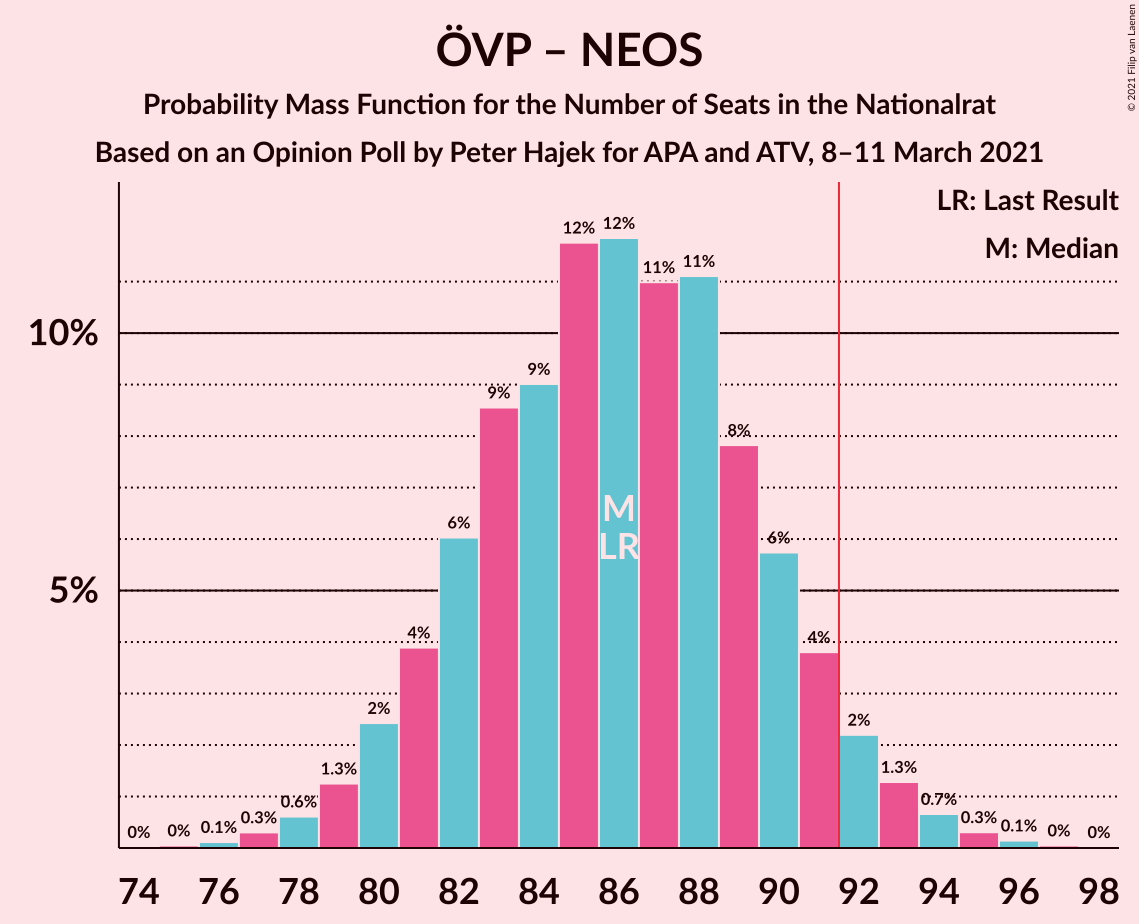 ÖVP – NEOS
Probability Mass Function for the Number of Seats in the Nationalrat
Based on an Opinion Poll by Peter Hajek for APA and ATV, 8–11 March 2021
© 2021 Filip van Laenen
LR: Last Result
M: Median
10%
5%
0% 0% 0.1% 0.3% 0.6% 1.3% 2% 4% 6% 9% 9% 12% 12% 11% 11% 8% 6% 4% 2% 1.3% 0.7% 0.3% 0.1% 0% 0%
M
LR
74 76 78 80 82 84 86 88 90 92 94 96 98